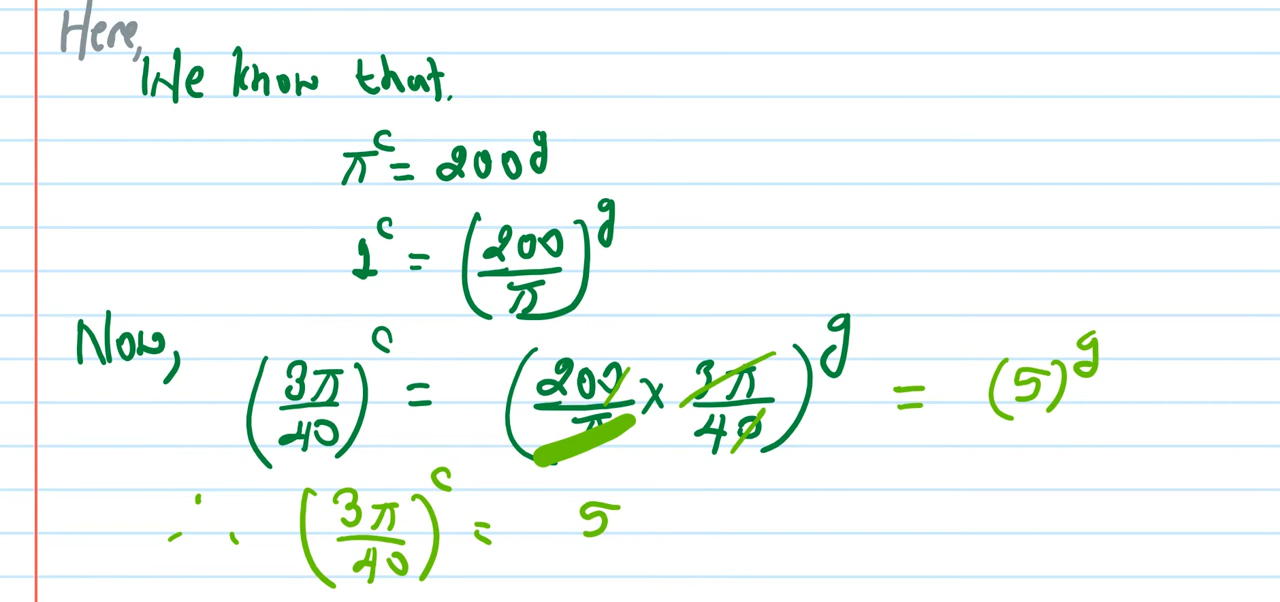 Here,
We know that.
π^c = 200^g
1^c = (200/π)^g
Now, (3π/40)^c = (200/π × 3π/40)^g = (5)^g
∴ (3π/40)^c = 5